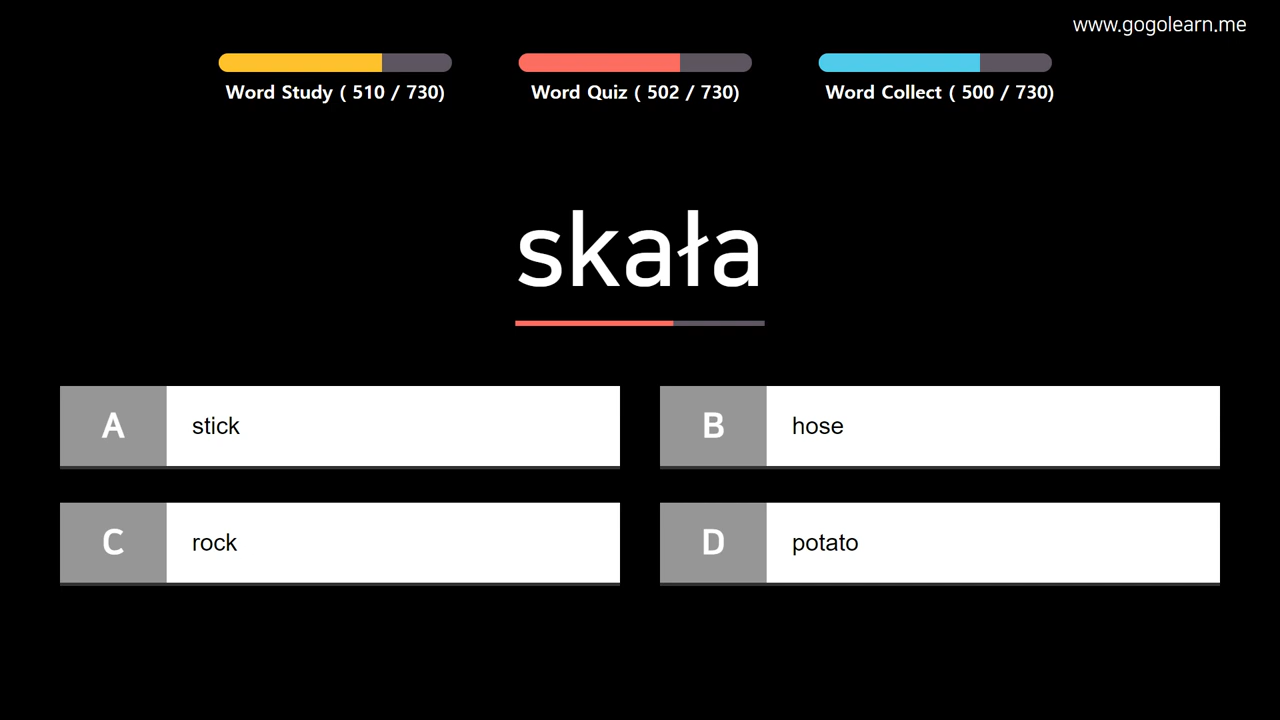 www.gogolearn.me
Word Study ( 510 / 730)
Word Quiz ( 502 / 730)
Word Collect ( 500 / 730)
skała
A stick
B hose
C rock
D potato